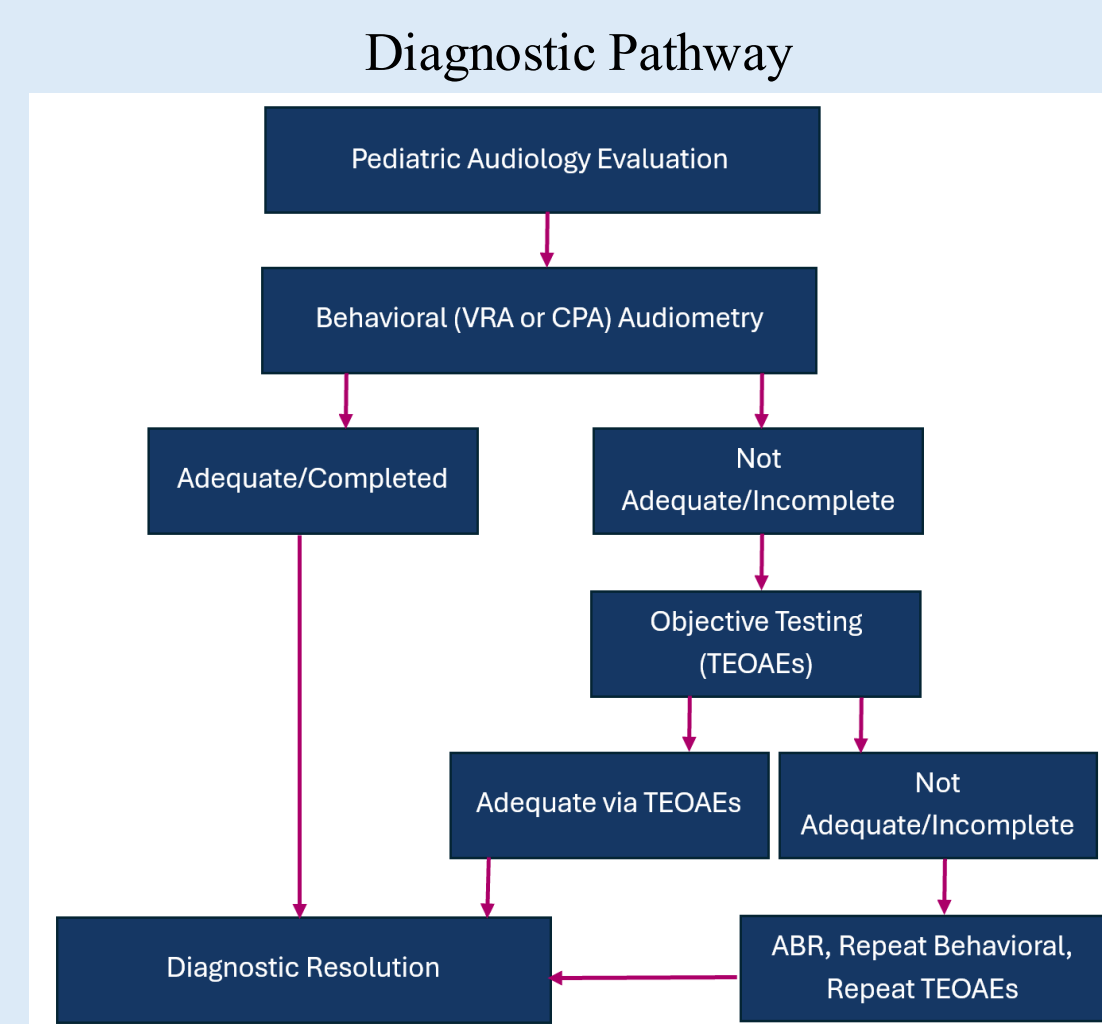 Diagnostic Pathway
Pediatric Audiology Evaluation
Behavioral (VRA or CPA) Audiometry
Adequate/Completed
Not
Adequate/Incomplete
Objective Testing
(TEOAEs)
Adequate via TEOAEs
Not
Adequate/Incomplete
Diagnostic Resolution
ABR, Repeat Behavioral,
Repeat TEOAEs